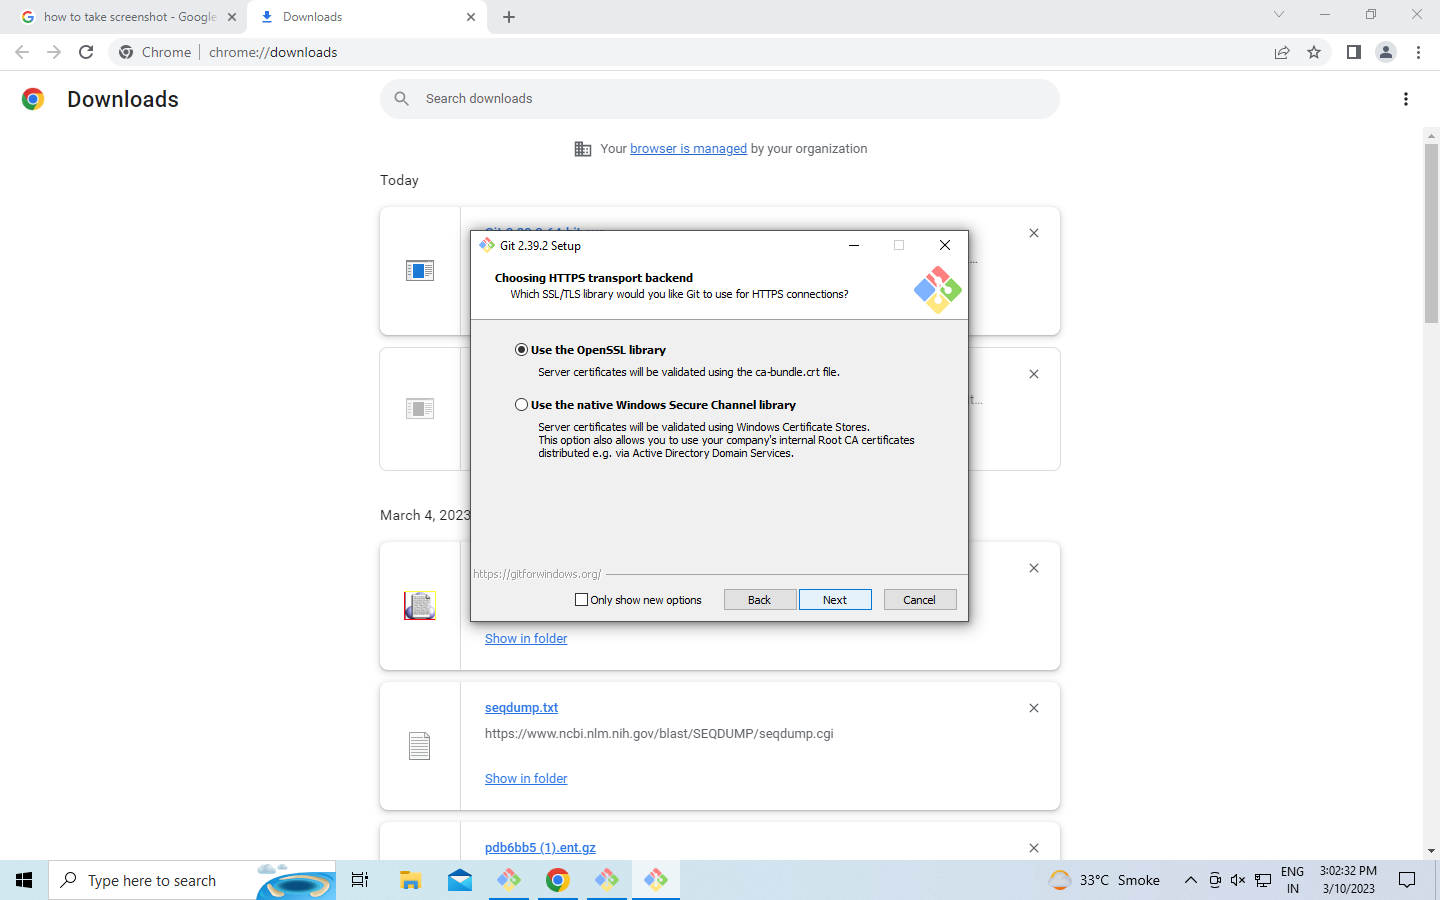 how to take screenshot - Google
Downloads
Chrome
chrome://downloads
Downloads
Search downloads
Your browser is managed by your organization
Today
Git 2.39.2 Setup
Choosing HTTPS transport backend
Which SSL/TLS library would you like Git to use for HTTPS connections?
Use the OpenSSL library
Server certificates will be validated using the ca-bundle.crt file.
Use the native Windows Secure Channel library
Server certificates will be validated using Windows Certificate Stores.
This option also allows you to use your company's internal Root CA certificates
distributed e.g. via Active Directory Domain Services.
https://gitforwindows.org/
Only show new options
Back
Next
Cancel
March 4, 2023
Show in folder
seqdump.txt
https://www.ncbi.nlm.nih.gov/blast/SEQDUMP/seqdump.cgi
Show in folder
pdb6bb5 (1).ent.gz
Type here to search
33°C Smoke
ENG
IN
3:02:32 PM
3/10/2023